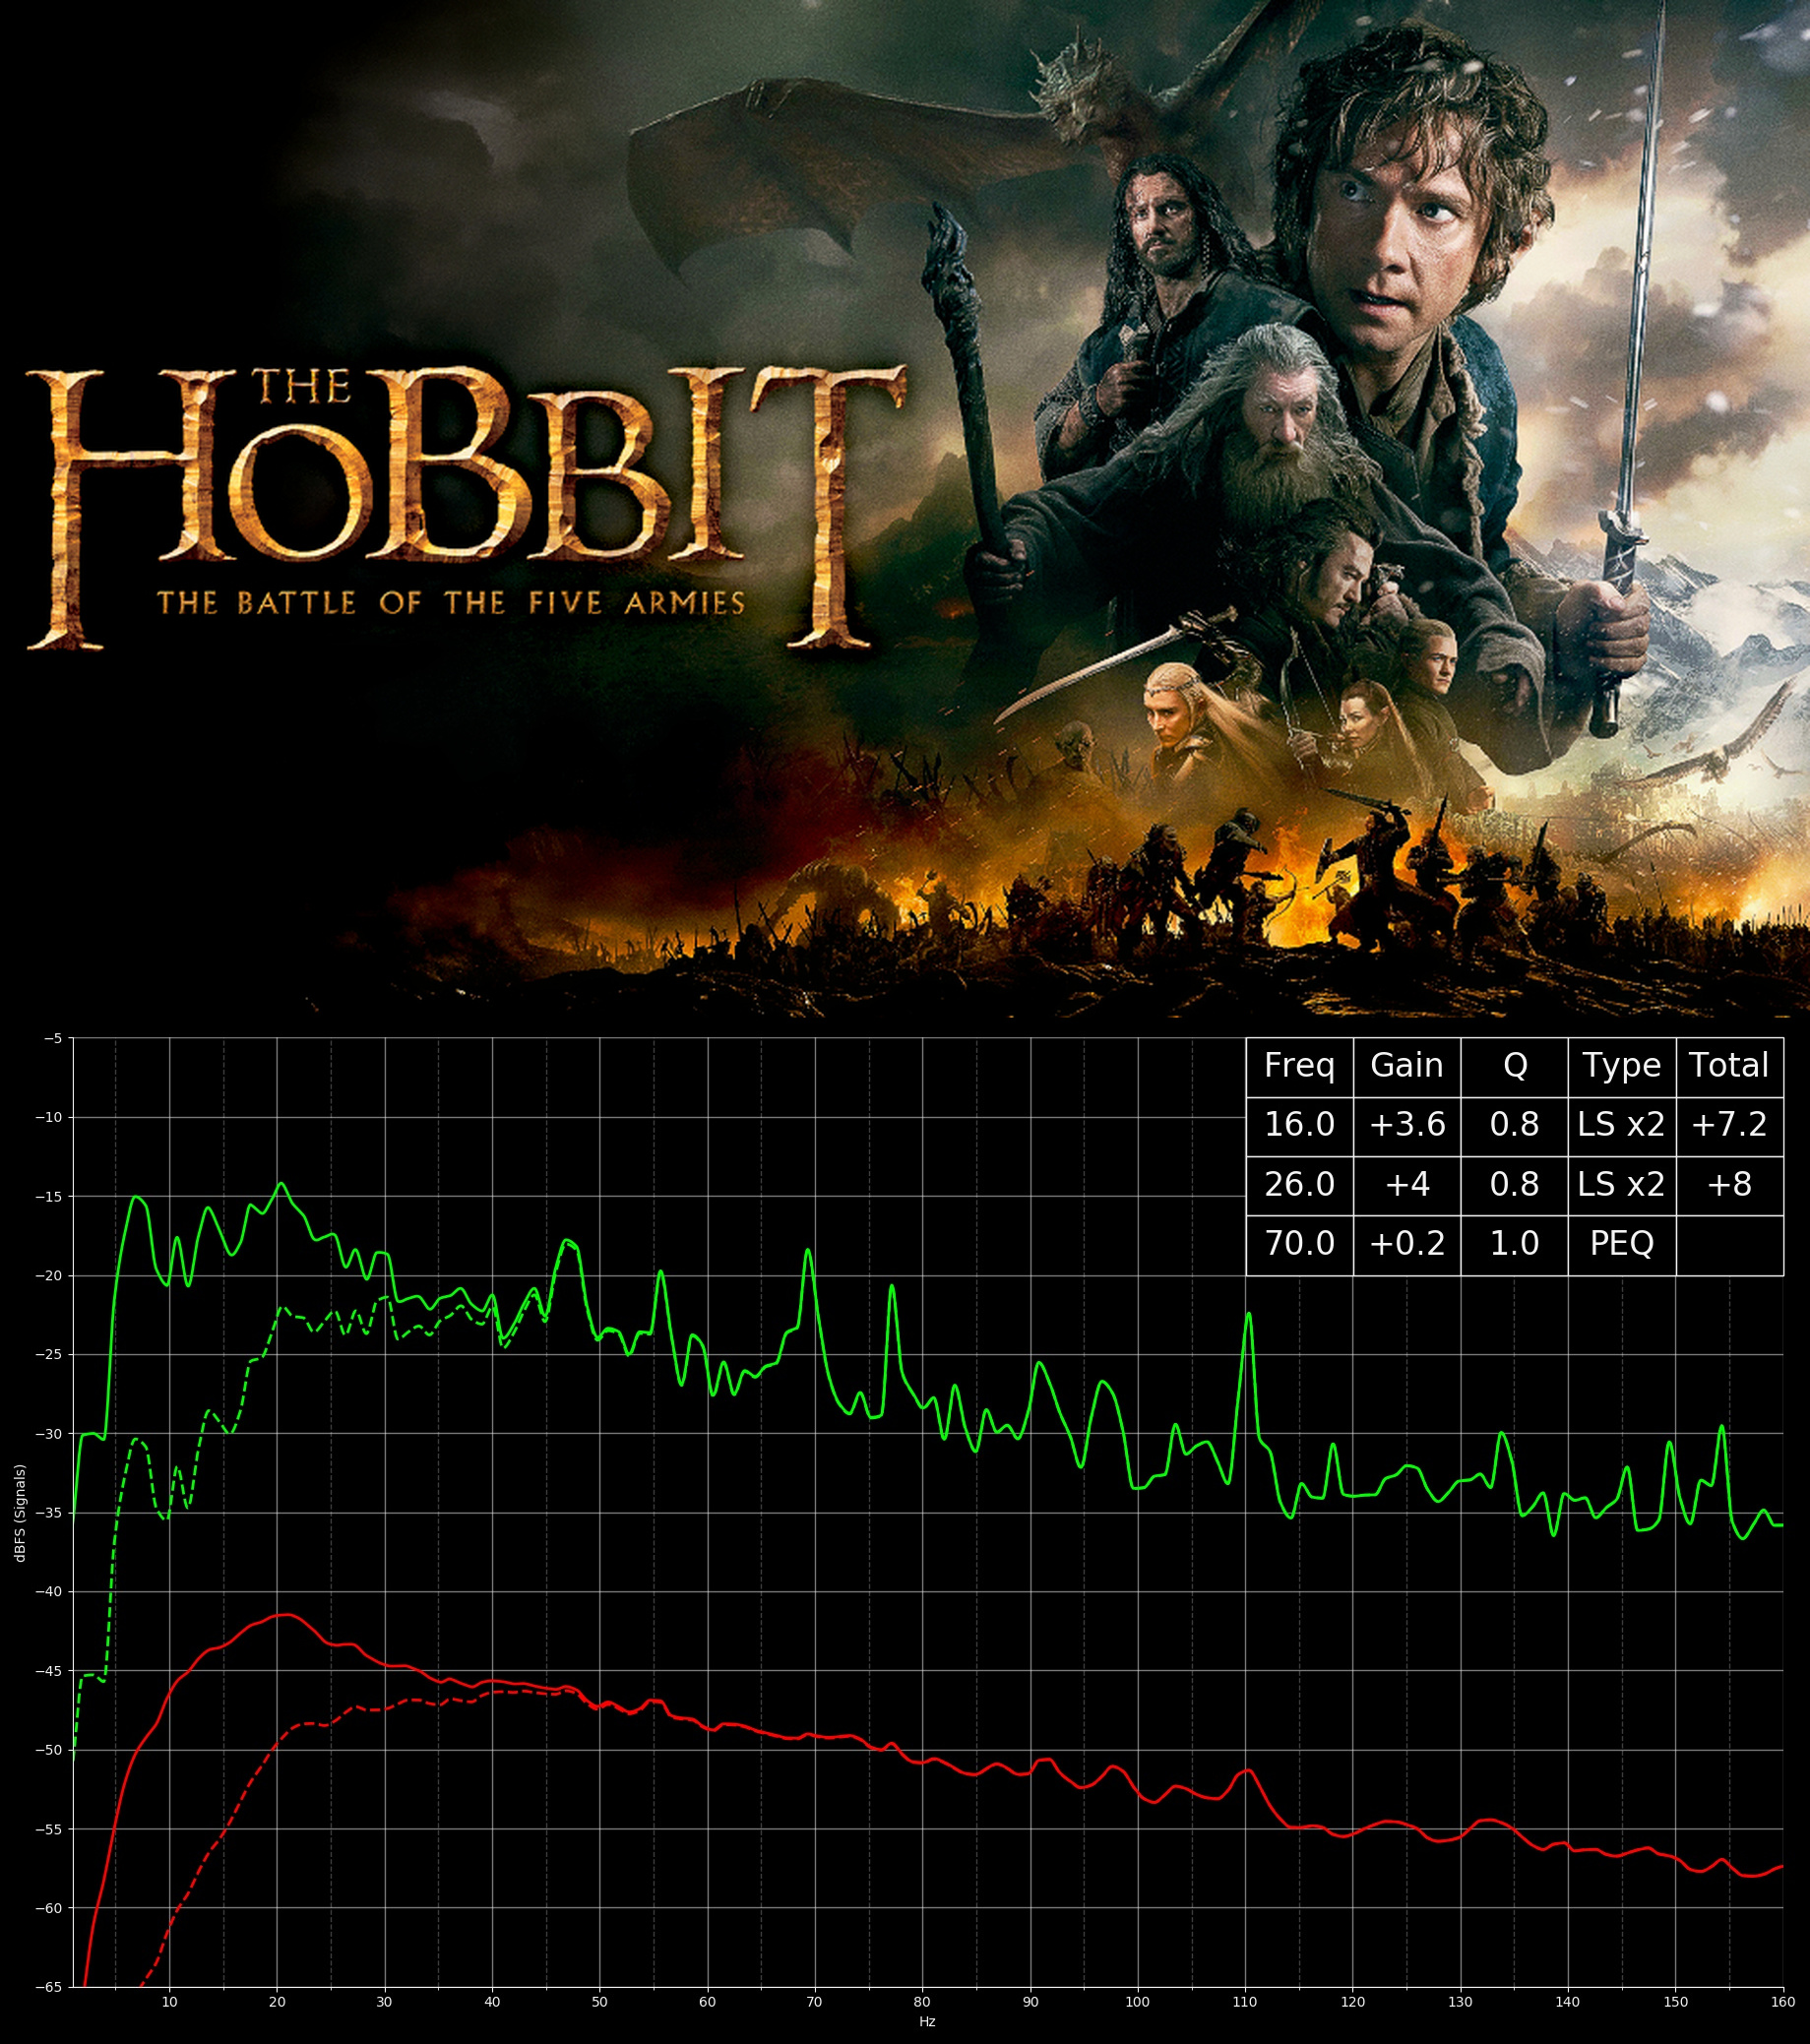 THE
HOBBIT
THE BATTLE OF THE FIVE ARMIES
Freq Gain Q Type Total
16.0 +3.6 0.8 LS x2 +7.2
26.0 +4 0.8 LS x2 +8
70.0 +0.2 1.0 PEQ
−5
−10
−15
−20
−25
−30
−35
−40
−45
−50
−55
−60
−65
dBFS (Signals)
10 20 30 40 50 60 70 80 90 100 110 120 130 140 150 160
Hz